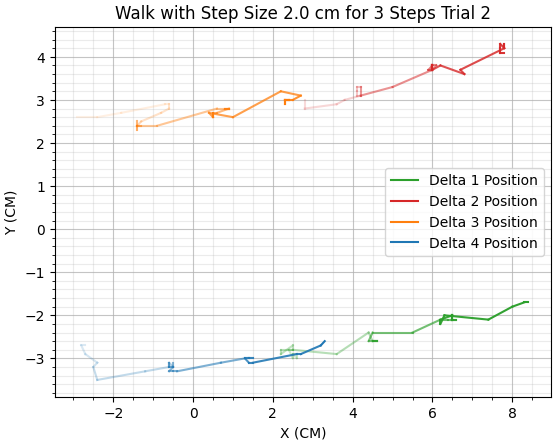 Walk with Step Size 2.0 cm for 3 Steps Trial 2
Y (CM)
4
3
2
1
0
−1
−2
−3
Delta 1 Position
Delta 2 Position
Delta 3 Position
Delta 4 Position
−2 0 2 4 6 8
X (CM)